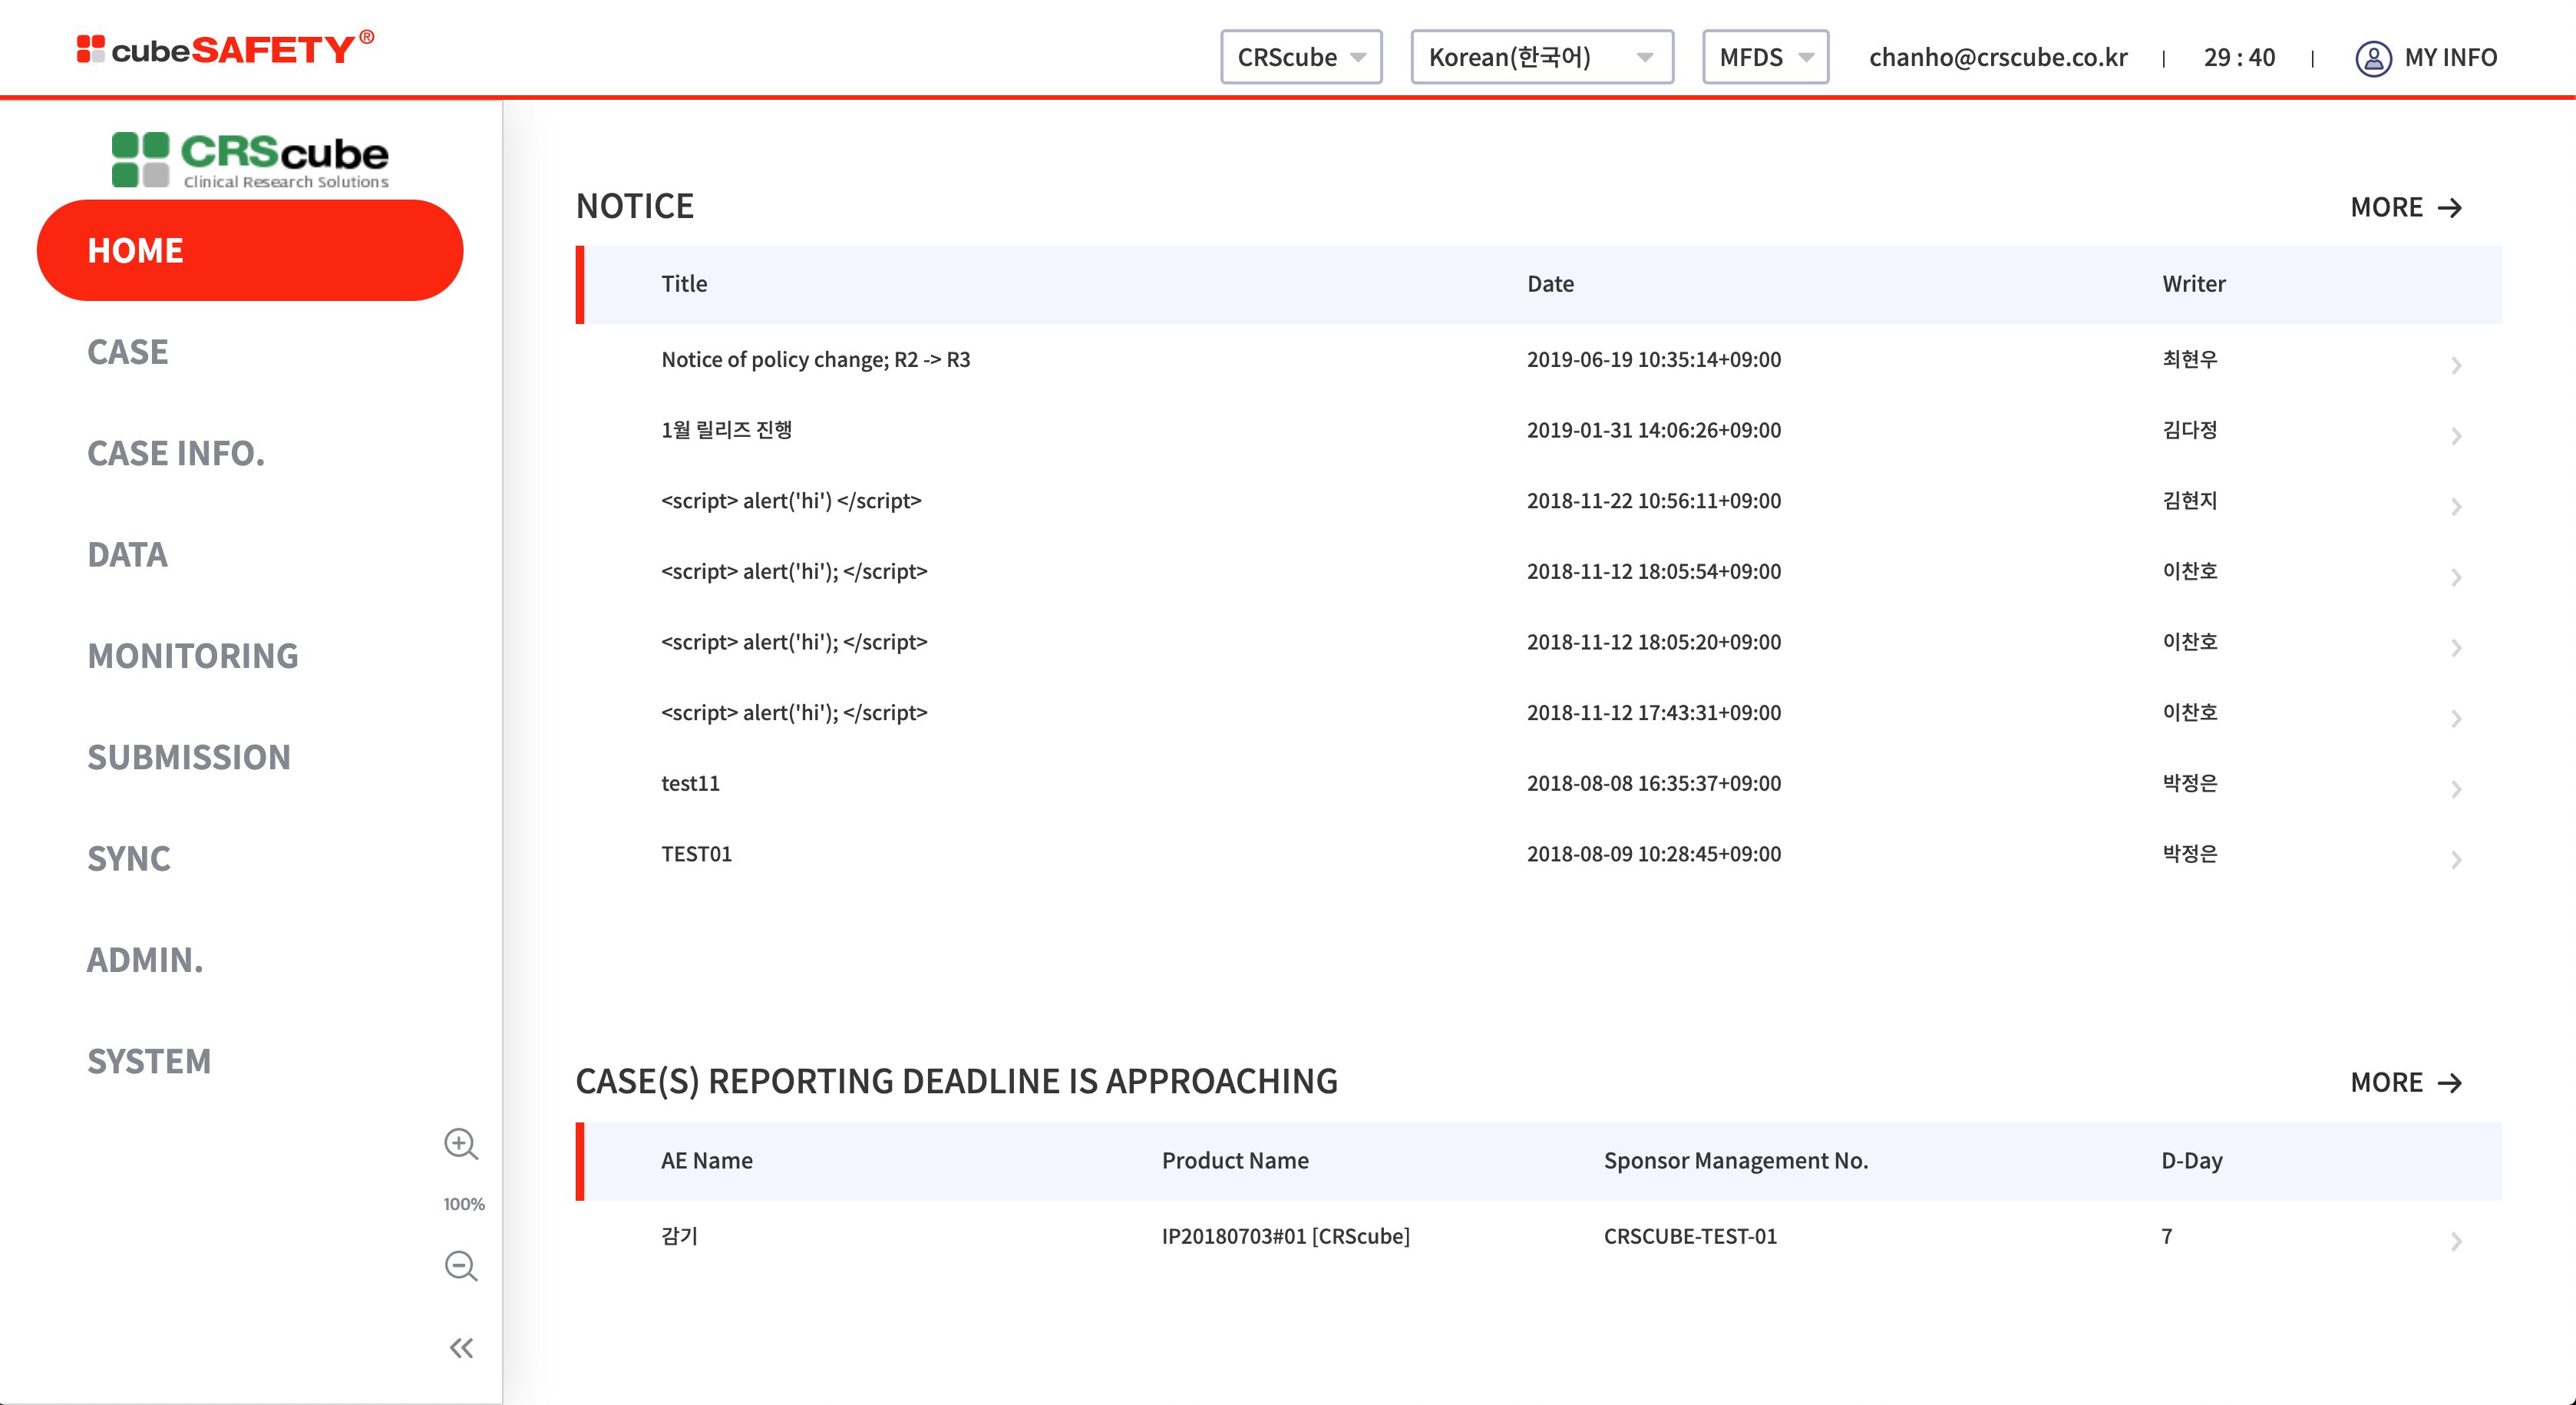 cubeSAFETY®
CRScube
Korean(한국어)
MFDS
chanho@crscube.co.kr
29 : 40
MY INFO
CRScube
Clinical Research Solutions
HOME
CASE
CASE INFO.
DATA
MONITORING
SUBMISSION
SYNC
ADMIN.
SYSTEM
100%
NOTICE
MORE →
Title Date Writer
Notice of policy change; R2 -> R3 2019-06-19 10:35:14+09:00 최현우
1월 릴리즈 진행 2019-01-31 14:06:26+09:00 김다정
<script> alert('hi') </script> 2018-11-22 10:56:11+09:00 김현지
<script> alert('hi'); </script> 2018-11-12 18:05:54+09:00 이찬호
<script> alert('hi'); </script> 2018-11-12 18:05:20+09:00 이찬호
<script> alert('hi'); </script> 2018-11-12 17:43:31+09:00 이찬호
test11 2018-08-08 16:35:37+09:00 박정은
TEST01 2018-08-09 10:28:45+09:00 박정은
CASE(S) REPORTING DEADLINE IS APPROACHING
MORE →
AE Name Product Name Sponsor Management No. D-Day
감기 IP20180703#01 [CRScube] CRSCUBE-TEST-01 7